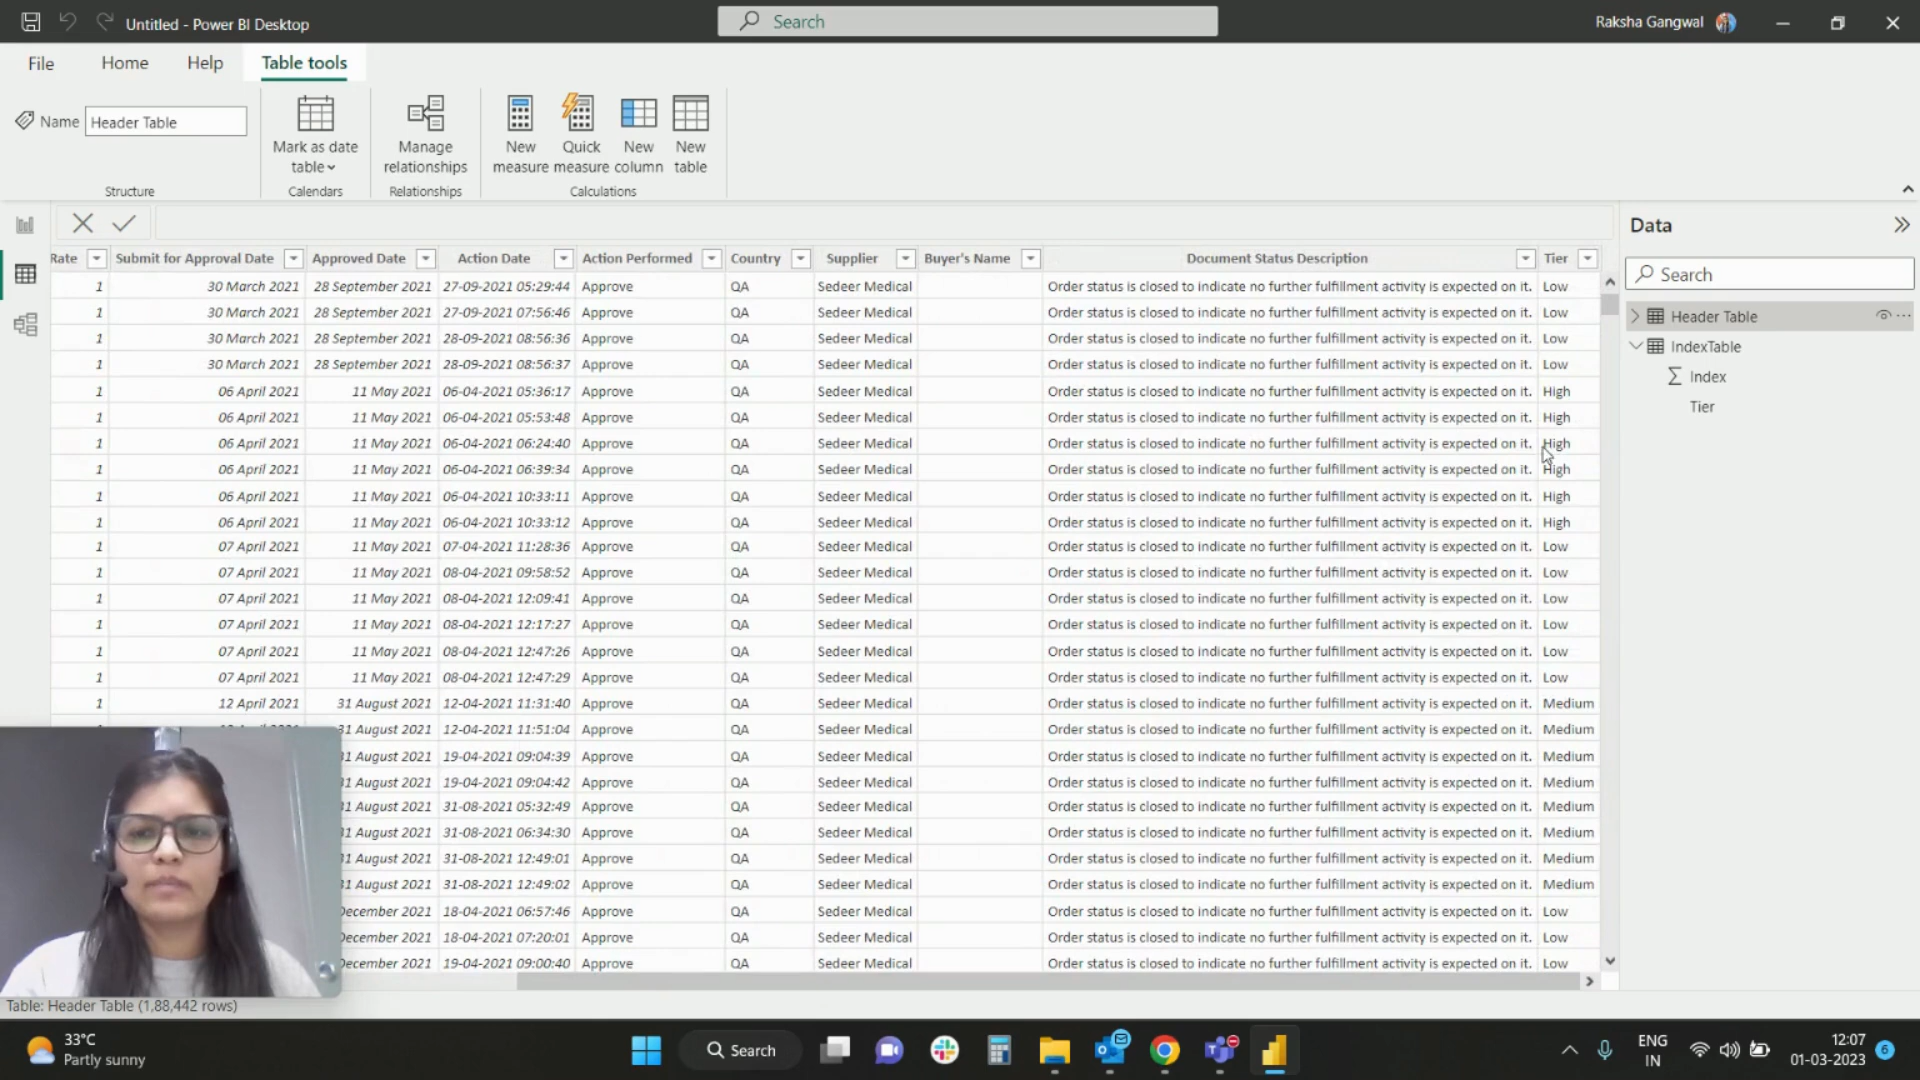 Untitled - Power BI Desktop
Search
Raksha Gangwal
File Home Help Table tools
Name Header Table
Mark as date table
Manage relationships
New measure
Quick measure
New column
New table
Structure Calendars Relationships Calculations
Data
Search
Header Table
IndexTable
Index
Tier
Rate Submit for Approval Date Approved Date Action Date Action Performed Country Supplier Buyer's Name Document Status Description Tier
1 30 March 2021 28 September 2021 27-09-2021 05:29:44 Approve QA Sedeer Medical Order status is closed to indicate no further fulfillment activity is expected on it. Low
1 30 March 2021 28 September 2021 27-09-2021 07:56:46 Approve QA Sedeer Medical Order status is closed to indicate no further fulfillment activity is expected on it. Low
1 30 March 2021 28 September 2021 28-09-2021 08:56:36 Approve QA Sedeer Medical Order status is closed to indicate no further fulfillment activity is expected on it. Low
1 30 March 2021 28 September 2021 28-09-2021 08:56:37 Approve QA Sedeer Medical Order status is closed to indicate no further fulfillment activity is expected on it. Low
1 06 April 2021 11 May 2021 06-04-2021 05:36:17 Approve QA Sedeer Medical Order status is closed to indicate no further fulfillment activity is expected on it. High
1 06 April 2021 11 May 2021 06-04-2021 05:53:48 Approve QA Sedeer Medical Order status is closed to indicate no further fulfillment activity is expected on it. High
1 06 April 2021 11 May 2021 06-04-2021 06:24:40 Approve QA Sedeer Medical Order status is closed to indicate no further fulfillment activity is expected on it. High
1 06 April 2021 11 May 2021 06-04-2021 06:39:34 Approve QA Sedeer Medical Order status is closed to indicate no further fulfillment activity is expected on it. High
1 06 April 2021 11 May 2021 06-04-2021 10:33:11 Approve QA Sedeer Medical Order status is closed to indicate no further fulfillment activity is expected on it. High
1 06 April 2021 11 May 2021 06-04-2021 10:33:12 Approve QA Sedeer Medical Order status is closed to indicate no further fulfillment activity is expected on it. High
1 07 April 2021 11 May 2021 07-04-2021 11:28:36 Approve QA Sedeer Medical Order status is closed to indicate no further fulfillment activity is expected on it. Low
1 07 April 2021 11 May 2021 08-04-2021 09:58:52 Approve QA Sedeer Medical Order status is closed to indicate no further fulfillment activity is expected on it. Low
1 07 April 2021 11 May 2021 08-04-2021 12:09:41 Approve QA Sedeer Medical Order status is closed to indicate no further fulfillment activity is expected on it. Low
1 07 April 2021 11 May 2021 08-04-2021 12:17:27 Approve QA Sedeer Medical Order status is closed to indicate no further fulfillment activity is expected on it. Low
1 07 April 2021 11 May 2021 08-04-2021 12:47:26 Approve QA Sedeer Medical Order status is closed to indicate no further fulfillment activity is expected on it. Low
1 07 April 2021 11 May 2021 08-04-2021 12:47:29 Approve QA Sedeer Medical Order status is closed to indicate no further fulfillment activity is expected on it. Low
1 12 April 2021 31 August 2021 12-04-2021 11:31:40 Approve QA Sedeer Medical Order status is closed to indicate no further fulfillment activity is expected on it. Medium
31 August 2021 12-04-2021 11:51:04 Approve QA Sedeer Medical Order status is closed to indicate no further fulfillment activity is expected on it. Medium
31 August 2021 19-04-2021 09:04:39 Approve QA Sedeer Medical Order status is closed to indicate no further fulfillment activity is expected on it. Medium
31 August 2021 19-04-2021 09:04:42 Approve QA Sedeer Medical Order status is closed to indicate no further fulfillment activity is expected on it. Medium
31 August 2021 31-08-2021 05:32:49 Approve QA Sedeer Medical Order status is closed to indicate no further fulfillment activity is expected on it. Medium
31 August 2021 31-08-2021 06:34:30 Approve QA Sedeer Medical Order status is closed to indicate no further fulfillment activity is expected on it. Medium
31 August 2021 31-08-2021 12:49:01 Approve QA Sedeer Medical Order status is closed to indicate no further fulfillment activity is expected on it. Medium
31 August 2021 31-08-2021 12:49:02 Approve QA Sedeer Medical Order status is closed to indicate no further fulfillment activity is expected on it. Medium
December 2021 18-04-2021 06:57:46 Approve QA Sedeer Medical Order status is closed to indicate no further fulfillment activity is expected on it. Low
December 2021 18-04-2021 07:20:01 Approve QA Sedeer Medical Order status is closed to indicate no further fulfillment activity is expected on it. Low
December 2021 19-04-2021 09:00:40 Approve QA Sedeer Medical Order status is closed to indicate no further fulfillment activity is expected on it. Low
Table: Header Table (1,88,442 rows)
33°C
Partly sunny
Search
ENG
IN
12:07
01-03-2023
6